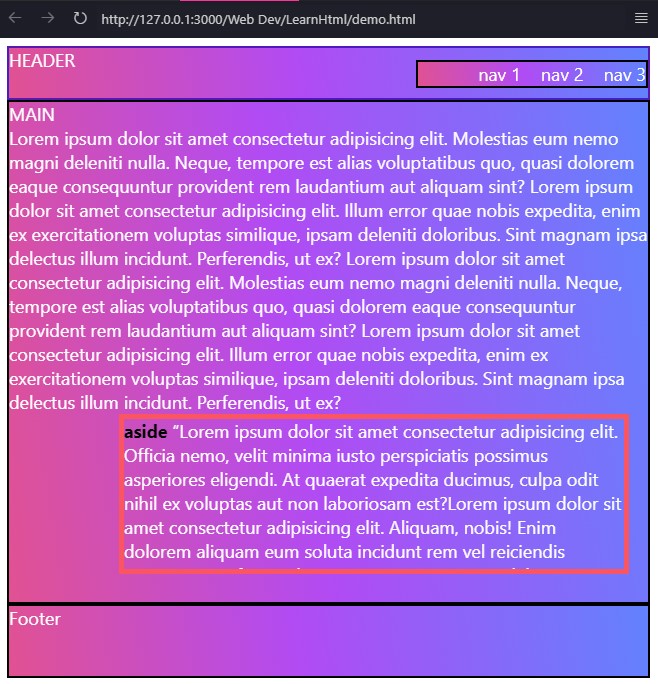 http://127.0.0.1:3000/Web Dev/LearnHtml/demo.html
HEADER
nav 1 nav 2 nav 3
MAIN
Lorem ipsum dolor sit amet consectetur adipisicing elit. Molestias eum nemo
magni deleniti nulla. Neque, tempore est alias voluptatibus quo, quasi dolorem
eaque consequuntur provident rem laudantium aut aliquam sint? Lorem ipsum
dolor sit amet consectetur adipisicing elit. Illum error quae nobis expedita, enim
ex exercitationem voluptas similique, ipsam deleniti doloribus. Sint magnam ipsa
delectus illum incidunt. Perferendis, ut ex? Lorem ipsum dolor sit amet
consectetur adipisicing elit. Molestias eum nemo magni deleniti nulla. Neque,
tempore est alias voluptatibus quo, quasi dolorem eaque consequuntur
provident rem laudantium aut aliquam sint? Lorem ipsum dolor sit amet
consectetur adipisicing elit. Illum error quae nobis expedita, enim ex
exercitationem voluptas similique, ipsam deleniti doloribus. Sint magnam ipsa
delectus illum incidunt. Perferendis, ut ex?
aside “Lorem ipsum dolor sit amet consectetur adipisicing elit.
Officia nemo, velit minima iusto perspiciatis possimus
asperiores eligendi. At quaerat expedita ducimus, culpa odit
nihil ex voluptas aut non laboriosam est?Lorem ipsum dolor sit
amet consectetur adipisicing elit. Aliquam, nobis! Enim
dolorem aliquam eum soluta incidunt rem vel reiciendis
Footer